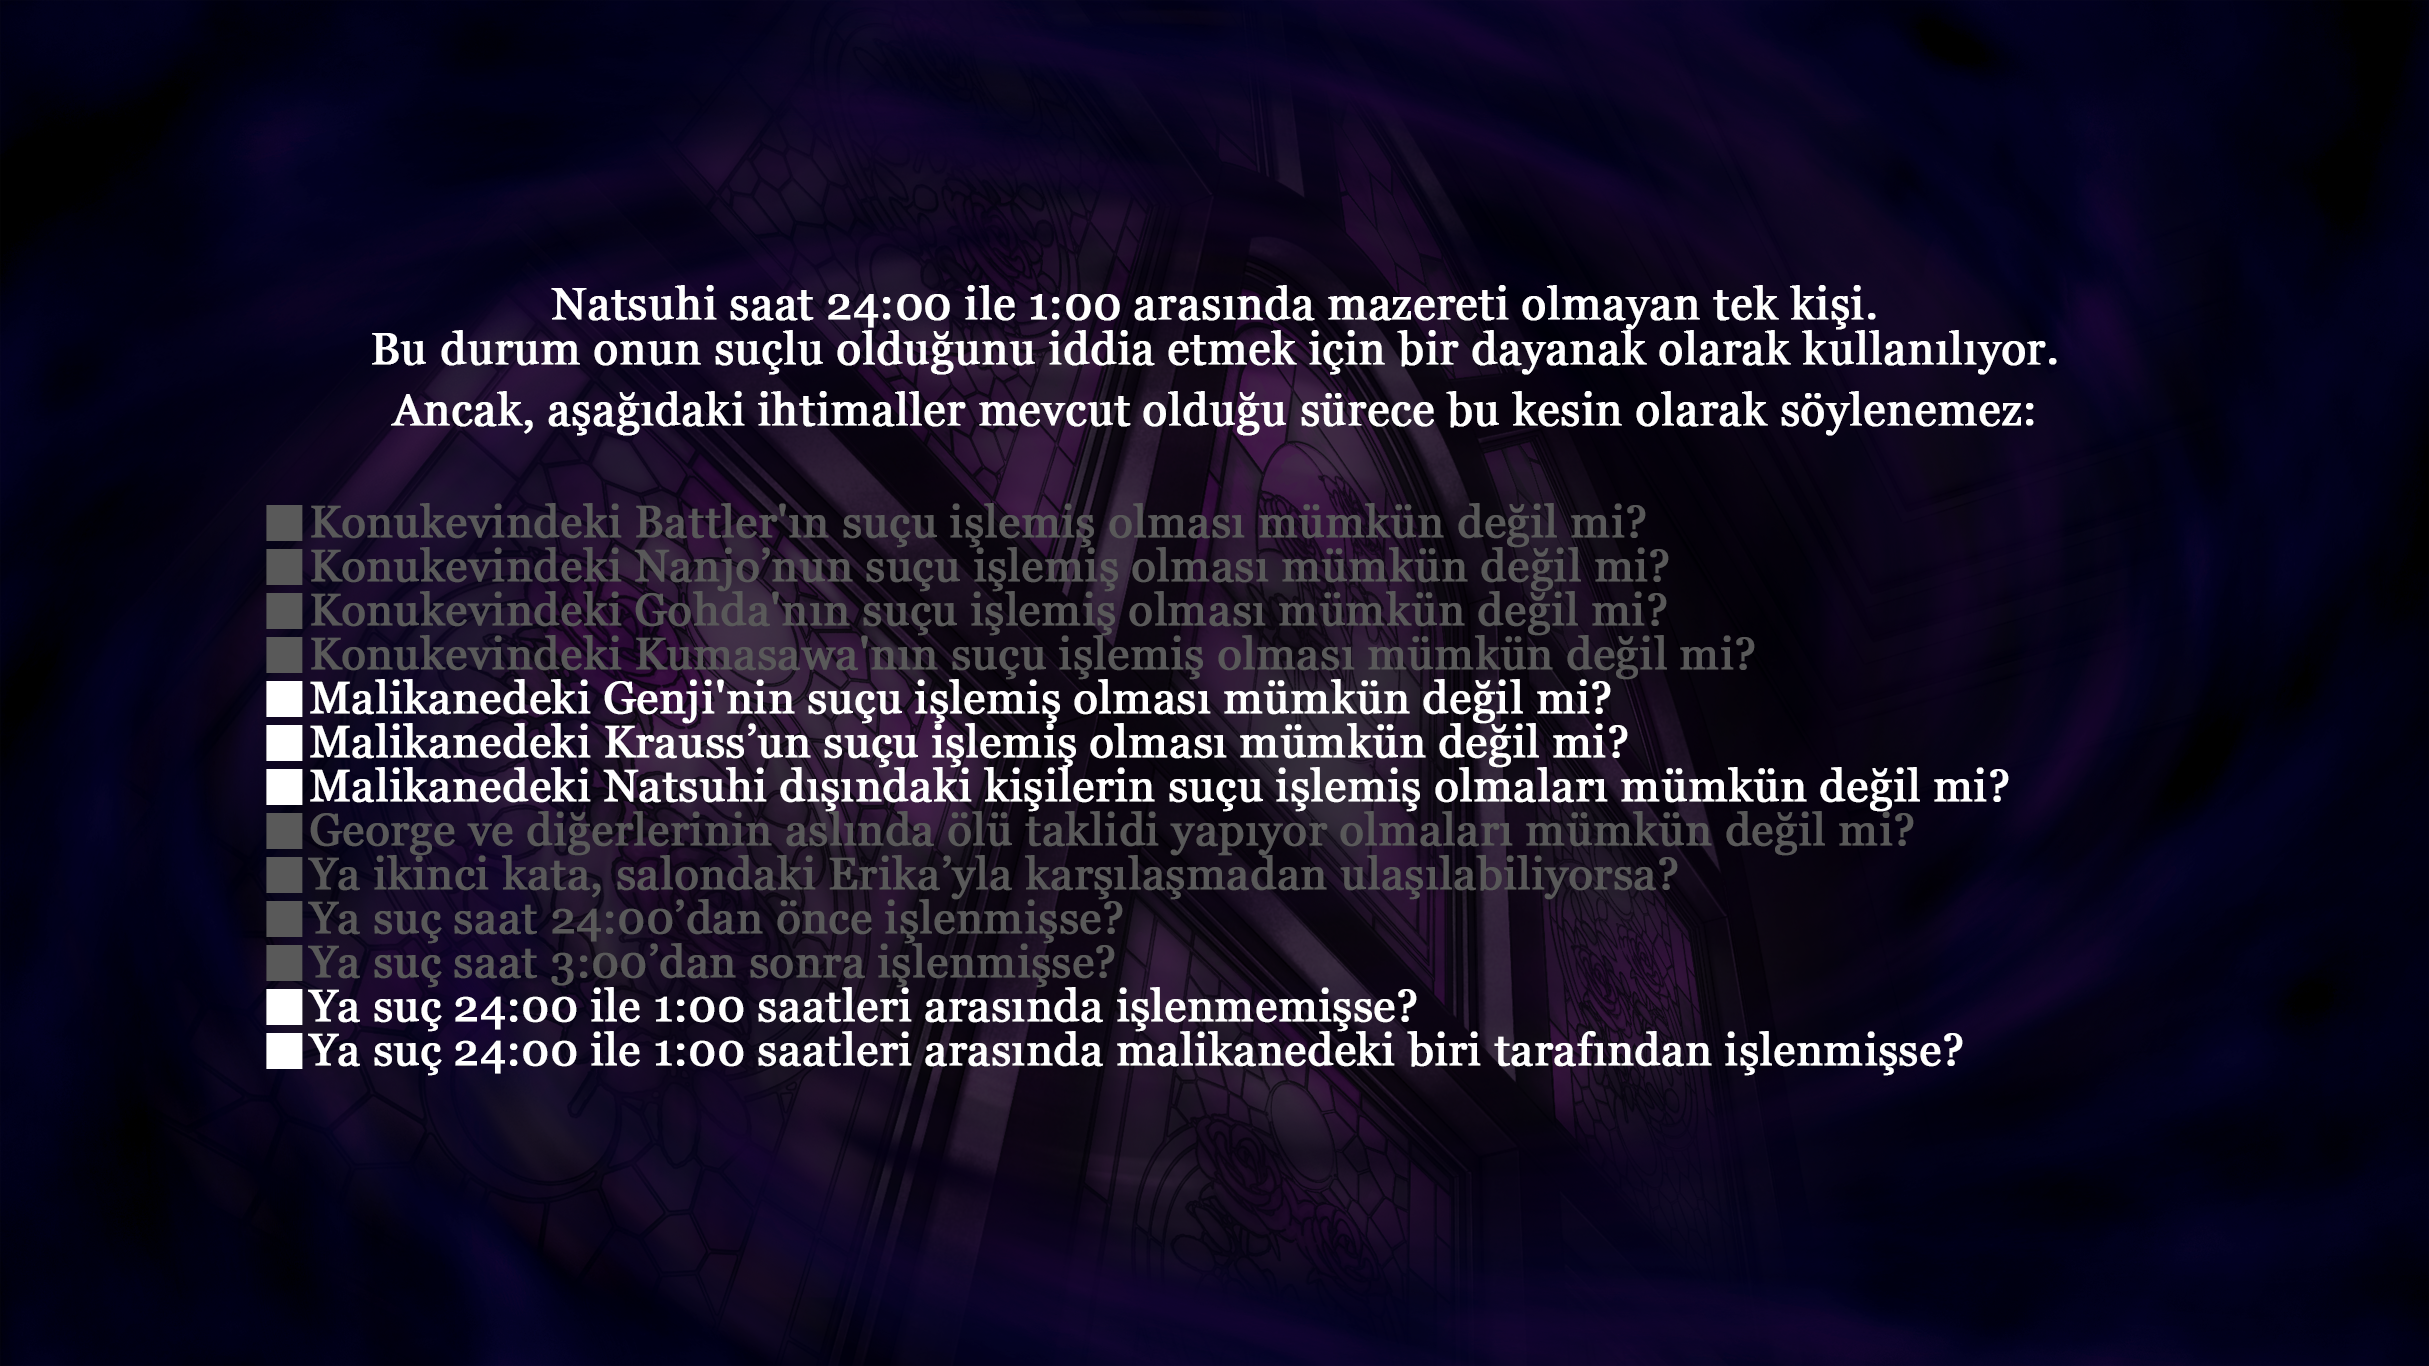 Natsuhi saat 24:00 ile 1:00 arasında mazereti olmayan tek kişi.
Bu durum onun suçlu olduğunu iddia etmek için bir dayanak olarak kullanılıyor.
Ancak, aşağıdaki ihtimaller mevcut olduğu sürece bu kesin olarak söylenemez:
■Konukevindeki Battler'ın suçu işlemiş olması mümkün değil mi?
■Konukevindeki Nanjo’nun suçu işlemiş olması mümkün değil mi?
■Konukevindeki Gohda'nın suçu işlemiş olması mümkün değil mi?
■Konukevindeki Kumasawa'nın suçu işlemiş olması mümkün değil mi?
■Malikanedeki Genji'nin suçu işlemiş olması mümkün değil mi?
■Malikanedeki Krauss’un suçu işlemiş olması mümkün değil mi?
■Malikanedeki Natsuhi dışındaki kişilerin suçu işlemiş olmaları mümkün değil mi?
■George ve diğerlerinin aslında ölü taklidi yapıyor olmaları mümkün değil mi?
■Ya ikinci kata, salondaki Erika’yla karşılaşmadan ulaşılabiliyorsa?
■Ya suç saat 24:00’dan önce işlenmişse?
■Ya suç saat 3:00’dan sonra işlenmişse?
■Ya suç 24:00 ile 1:00 saatleri arasında işlenmemişse?
■Ya suç 24:00 ile 1:00 saatleri arasında malikanedeki biri tarafından işlenmişse?